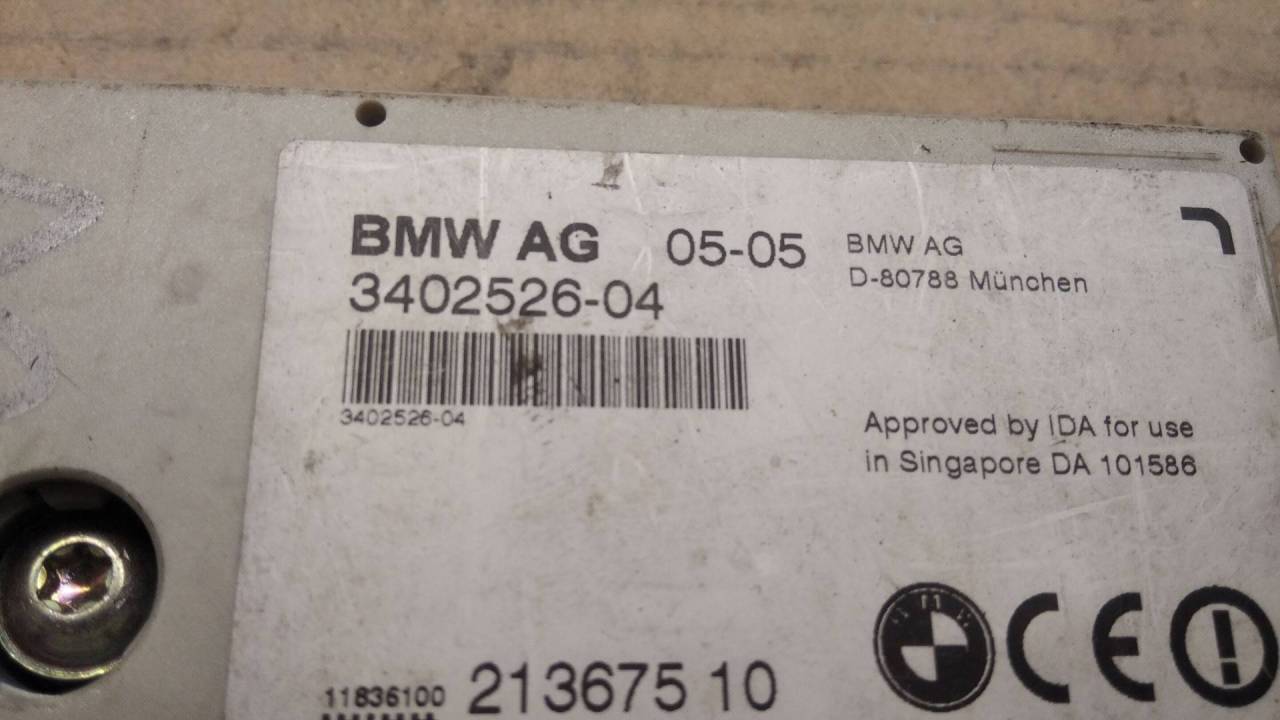 BMW AG 05-05
3402526-04
3402526-04
BMW AG
D-80788 München
Approved by IDA for use
in Singapore DA 101586
CE
11836100 213675 10